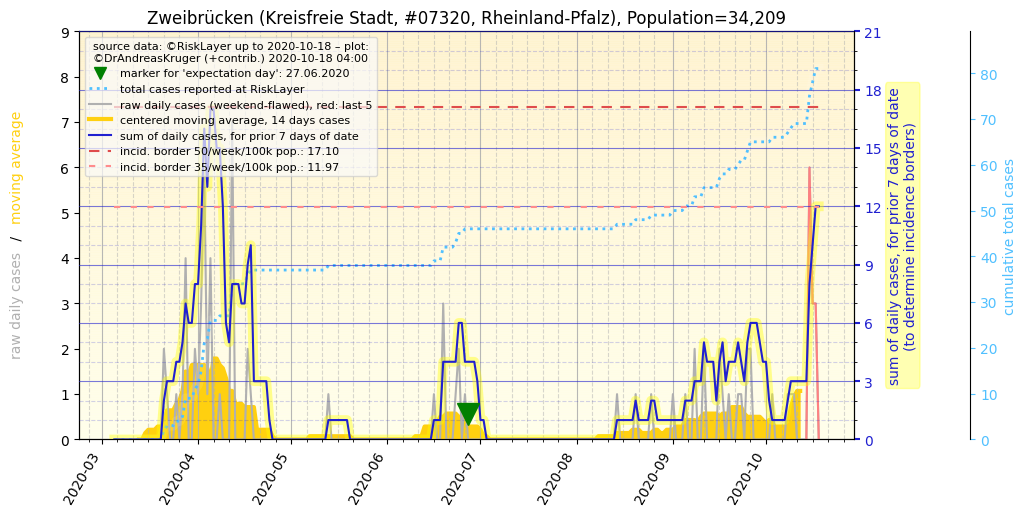 Zweibrücken (Kreisfreie Stadt, #07320, Rheinland-Pfalz), Population=34,209
source data: ©RiskLayer up to 2020-10-18 – plot:
©DrAndreasKruger (+contrib.) 2020-10-18 04:00
marker for 'expectation day': 27.06.2020
total cases reported at RiskLayer
raw daily cases (weekend-flawed), red: last 5
centered moving average, 14 days cases
sum of daily cases, for prior 7 days of date
incid. border 50/week/100k pop.: 17.10
incid. border 35/week/100k pop.: 11.97
raw daily cases / moving average
9
8
7
6
5
4
3
2
1
0
2020-03
2020-04
2020-05
2020-06
2020-07
2020-08
2020-09
2020-10
21
18
15
12
9
6
3
0
sum of daily cases, for prior 7 days of date
(to determine incidence borders)
80
70
60
50
40
30
20
10
0
cumulative total cases